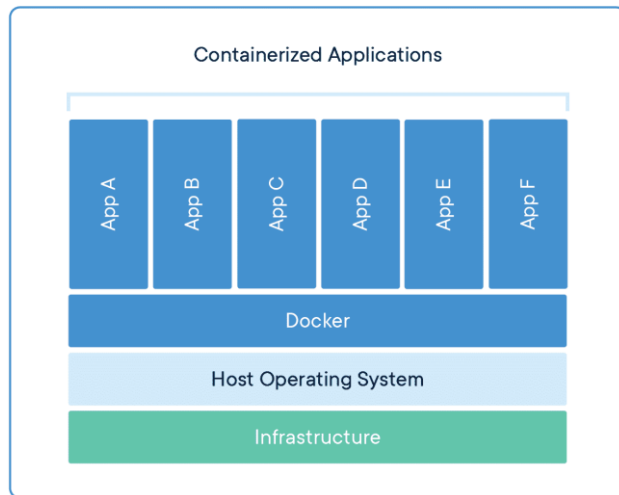 Containerized Applications
App A
App B
App C
App D
App E
App F
Docker
Host Operating System
Infrastructure